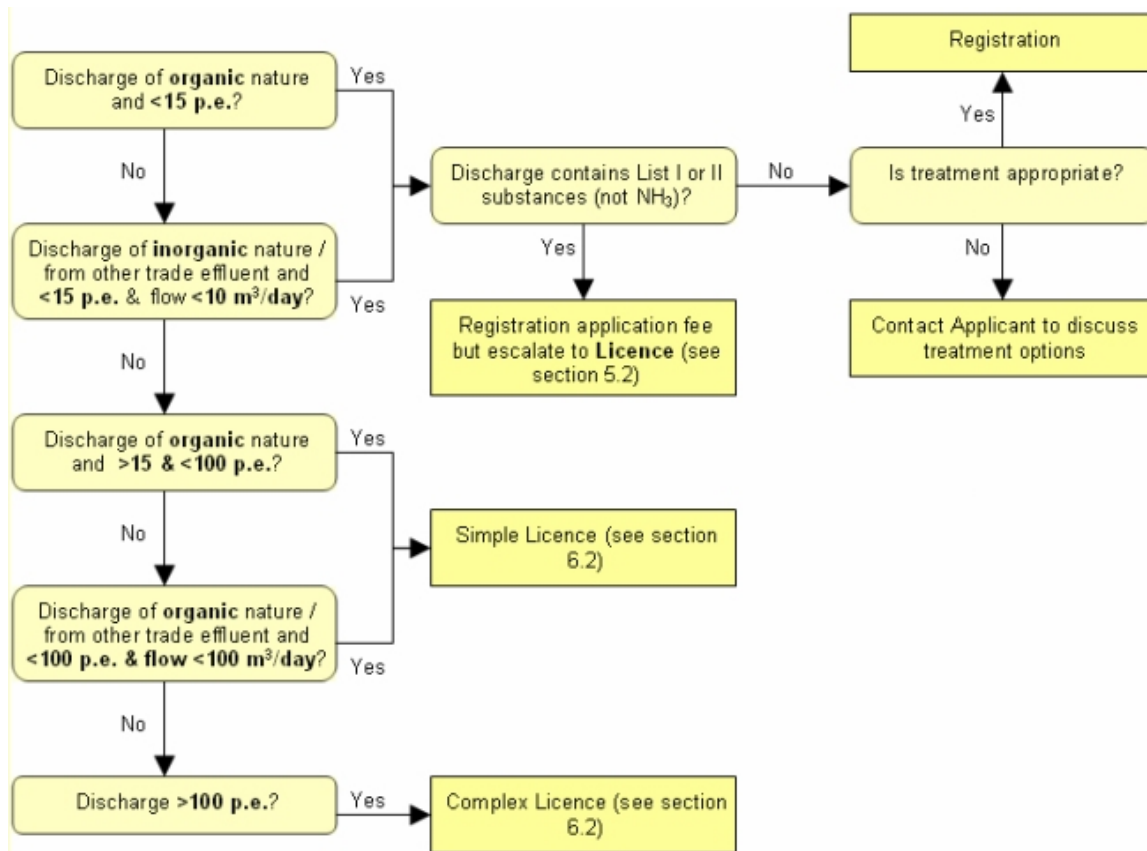 Registration
Discharge of organic nature
and <15 p.e.?
Yes
Yes
No
Discharge contains List I or II
substances (not NH₃)?
No
Is treatment appropriate?
Discharge of inorganic nature /
from other trade effluent and
<15 p.e. & flow <10 m³/day?
Yes
Yes
No
Registration application fee
but escalate to Licence (see
section 5.2)
Contact Applicant to discuss
treatment options
No
Discharge of organic nature
and >15 & <100 p.e.?
Yes
No
Simple Licence (see section
6.2)
Discharge of organic nature /
from other trade effluent and
<100 p.e. & flow <100 m³/day?
Yes
No
Discharge >100 p.e.?
Yes
Complex Licence (see section
6.2)